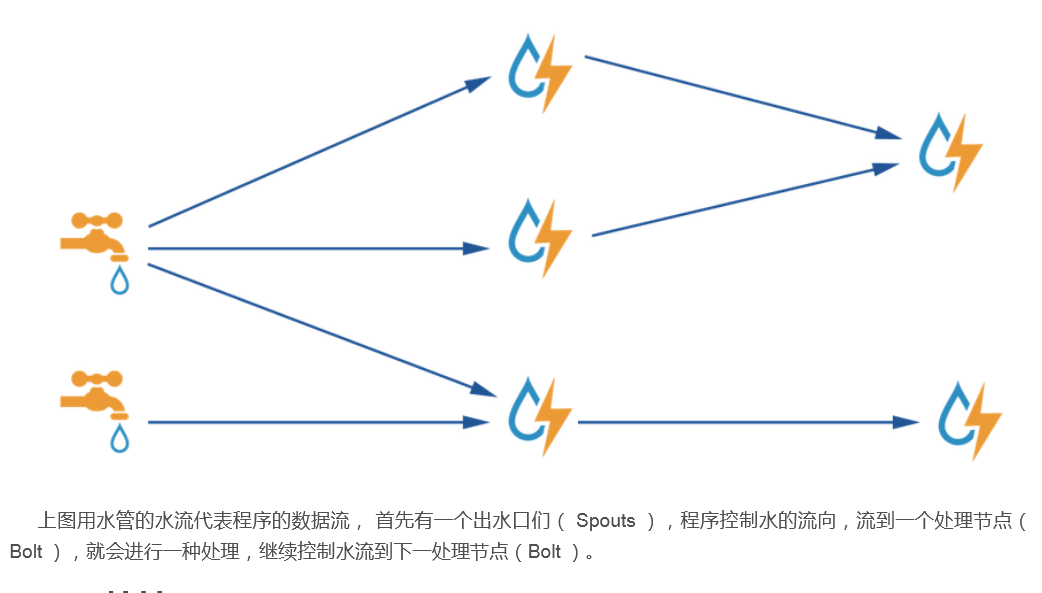 上图用水管的水流代表程序的数据流， 首先有一个出水口们（ Spouts ），程序控制水的流向，流到一个处理节点（
Bolt ），就会进行一种处理，继续控制水流到下一处理节点（Bolt ）。